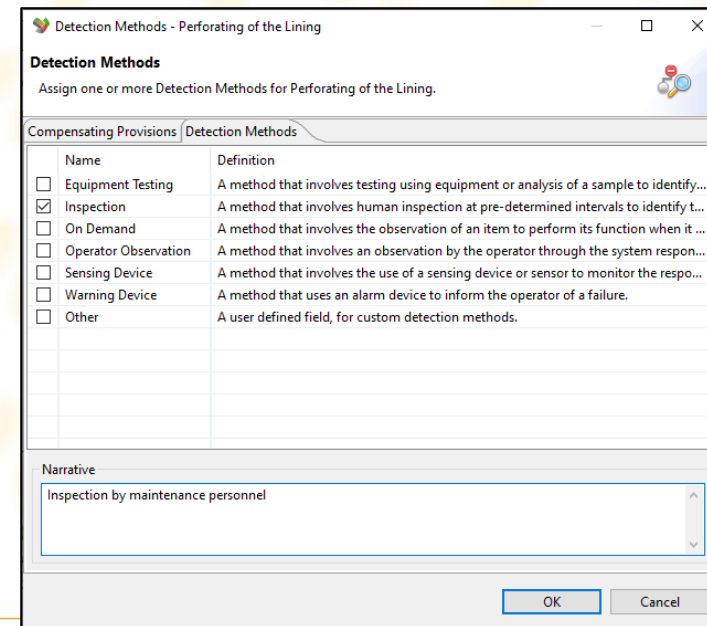 Detection Methods - Perforating of the Lining
Detection Methods
Assign one or more Detection Methods for Perforating of the Lining.
Compensating Provisions Detection Methods
Name Definition
Equipment Testing A method that involves testing using equipment or analysis of a sample to identify...
Inspection A method that involves human inspection at pre-determined intervals to identify t...
On Demand A method that involves the observation of an item to perform its function when it ...
Operator Observation A method that involves an observation by the operator through the system respon...
Sensing Device A method that involves the use of a sensing device or sensor to monitor the respo...
Warning Device A method that uses an alarm device to inform the operator of a failure.
Other A user defined field, for custom detection methods.
Narrative
Inspection by maintenance personnel
OK Cancel